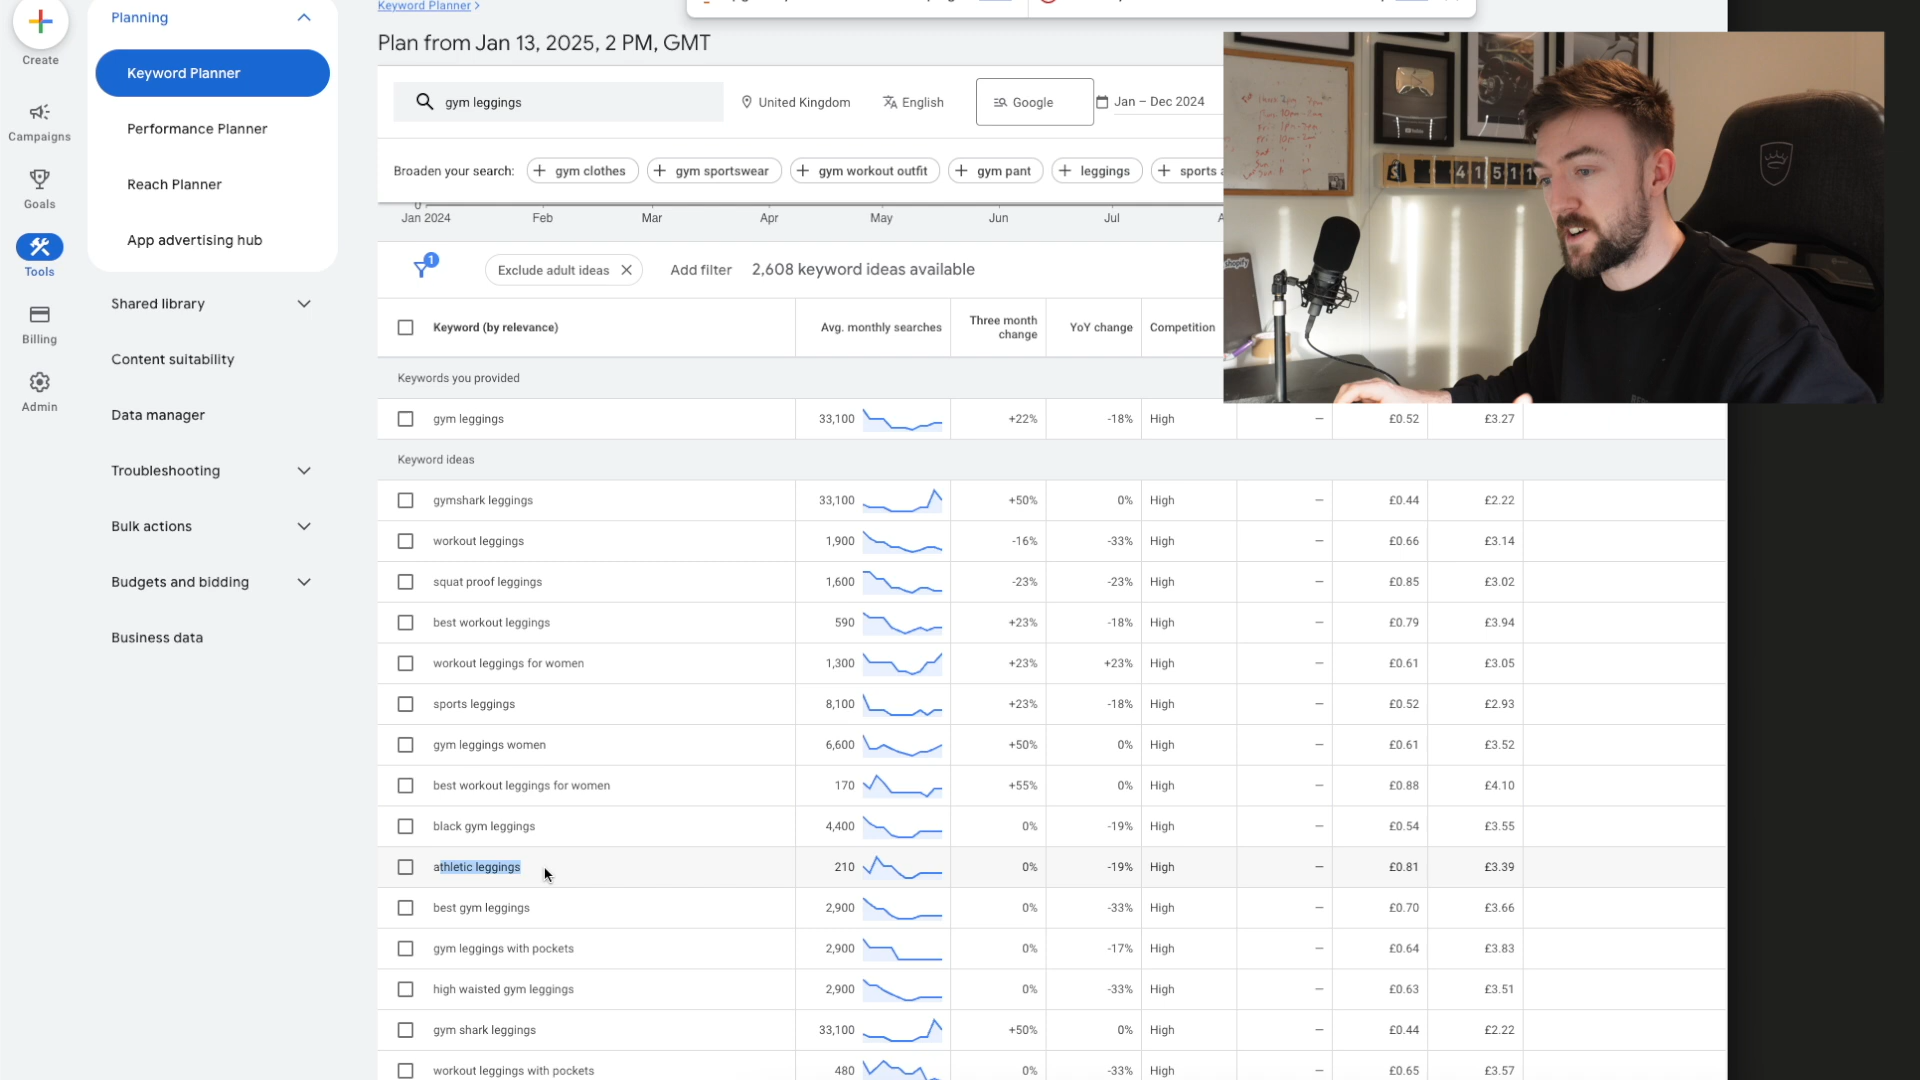 Keyword Planner >
Planning
Plan from Jan 13, 2025, 2 PM, GMT
Create
Keyword Planner
gym leggings
United Kingdom
English
Google
Jan – Dec 2024
Campaigns
Performance Planner
Broaden your search:
+ gym clothes
+ gym sportswear
+ gym workout outfit
+ gym pant
+ leggings
+ sports a
Reach Planner
Goals
Jan 2024 Feb Mar Apr May Jun Jul A
App advertising hub
Tools
1
Exclude adult ideas ×
Add filter
2,608 keyword ideas available
Shared library
Billing
Keyword (by relevance) Avg. monthly searches Three month change YoY change Competition
Content suitability
Keywords you provided
Admin
Data manager
gym leggings 33,100 +22% -18% High – £0.52 £3.27
Keyword ideas
Troubleshooting
gymshark leggings 33,100 +50% 0% High – £0.44 £2.22
Bulk actions
workout leggings 1,900 -16% -33% High – £0.66 £3.14
Budgets and bidding
squat proof leggings 1,600 -23% -23% High – £0.85 £3.02
best workout leggings 590 +23% -18% High – £0.79 £3.94
Business data
workout leggings for women 1,300 +23% +23% High – £0.61 £3.05
sports leggings 8,100 +23% -18% High – £0.52 £2.93
gym leggings women 6,600 +50% 0% High – £0.61 £3.52
best workout leggings for women 170 +55% 0% High – £0.88 £4.10
black gym leggings 4,400 0% -19% High – £0.54 £3.55
athletic leggings 210 0% -19% High – £0.81 £3.39
best gym leggings 2,900 0% -33% High – £0.70 £3.66
gym leggings with pockets 2,900 0% -17% High – £0.64 £3.83
high waisted gym leggings 2,900 0% -33% High – £0.63 £3.51
gym shark leggings 33,100 +50% 0% High – £0.44 £2.22
workout leggings with pockets 480 0% -33% High – £0.65 £3.57
shopify
41511